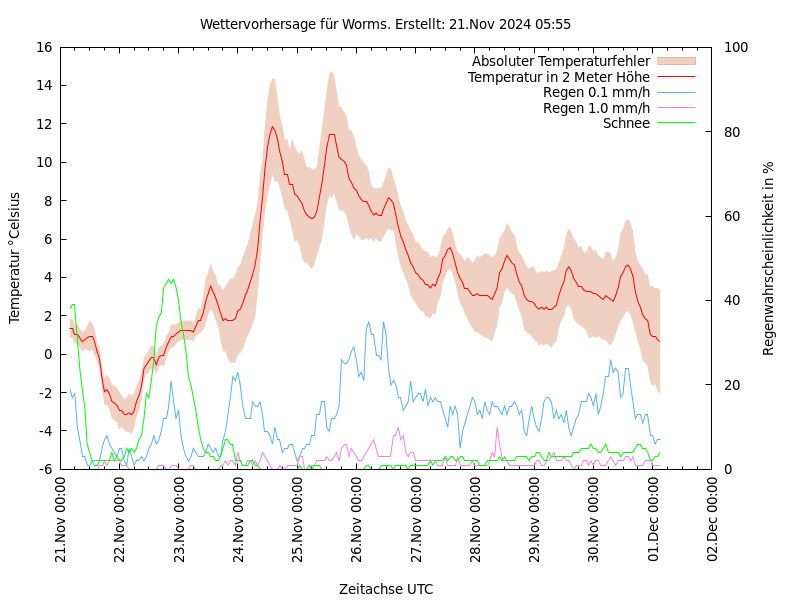 Wettervorhersage für Worms. Erstellt: 21.Nov 2024 05:55
Absoluter Temperaturfehler
Temperatur in 2 Meter Höhe
Regen 0.1 mm/h
Regen 1.0 mm/h
Schnee
Temperatur °Celsius
16
14
12
10
8
6
4
2
0
-2
-4
-6
100
80
60
40
20
0
Regenwahrscheinlichkeit in %
21.Nov 00:00
22.Nov 00:00
23.Nov 00:00
24.Nov 00:00
25.Nov 00:00
26.Nov 00:00
27.Nov 00:00
28.Nov 00:00
29.Nov 00:00
30.Nov 00:00
01.Dec 00:00
02.Dec 00:00
Zeitachse UTC